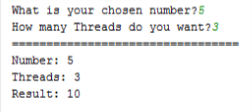 What is your chosen number?5
How many Threads do you want?3
=================================
Number: 5
Threads: 3
Result: 10